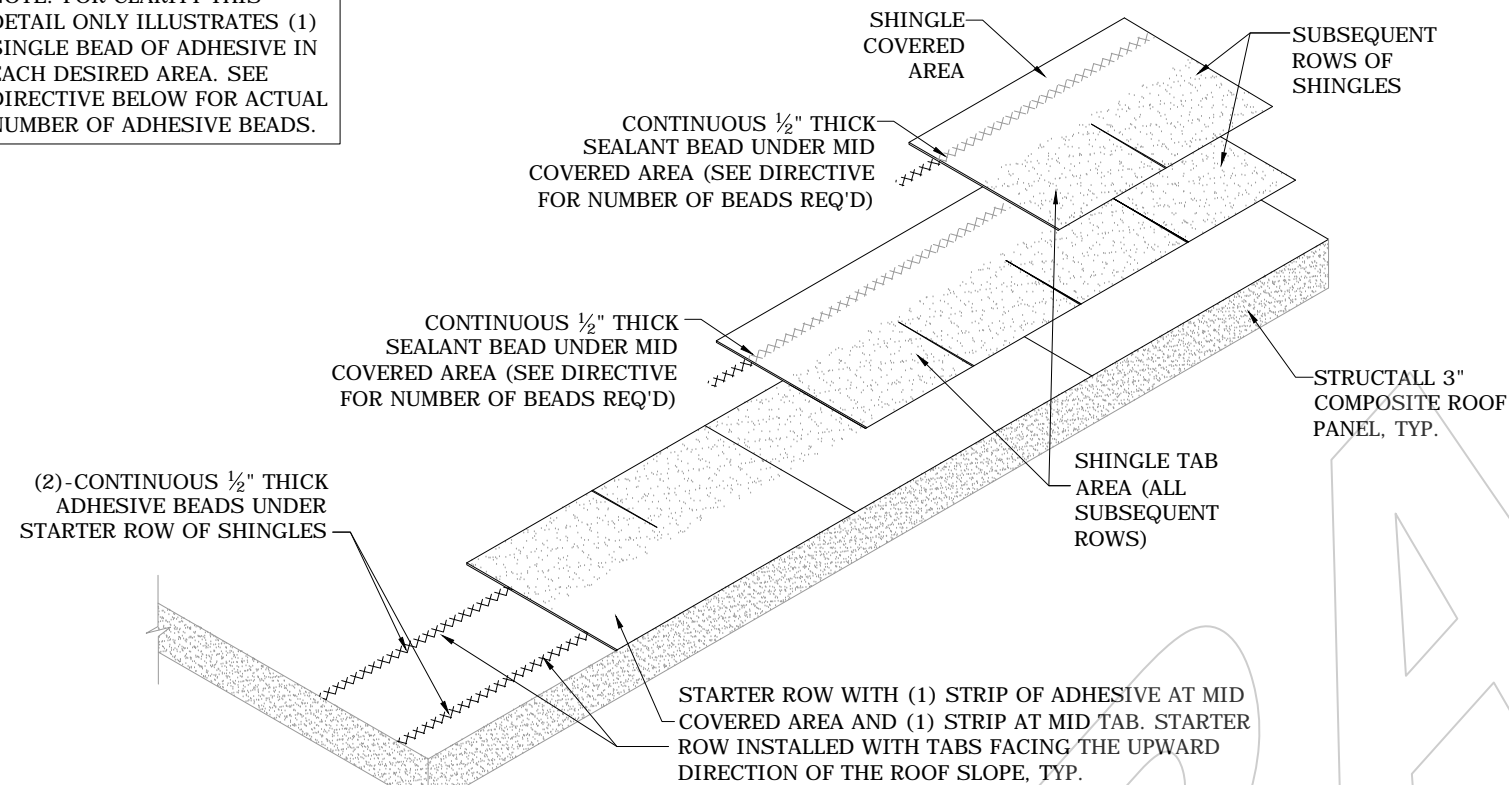 NOTE: FOR CLARITY THIS
DETAIL ONLY ILLUSTRATES (1)
SINGLE BEAD OF ADHESIVE IN
EACH DESIRED AREA. SEE
DIRECTIVE BELOW FOR ACTUAL
NUMBER OF ADHESIVE BEADS.
SHINGLE
COVERED
AREA
SUBSEQUENT
ROWS OF
SHINGLES
CONTINUOUS ½" THICK
SEALANT BEAD UNDER MID
COVERED AREA (SEE DIRECTIVE
FOR NUMBER OF BEADS REQ'D)
CONTINUOUS ½" THICK
SEALANT BEAD UNDER MID
COVERED AREA (SEE DIRECTIVE
FOR NUMBER OF BEADS REQ'D)
STRUCTALL 3"
COMPOSITE ROOF
PANEL, TYP.
SHINGLE TAB
AREA (ALL
SUBSEQUENT
ROWS)
(2)-CONTINUOUS ½" THICK
ADHESIVE BEADS UNDER
STARTER ROW OF SHINGLES
STARTER ROW WITH (1) STRIP OF ADHESIVE AT MID
COVERED AREA AND (1) STRIP AT MID TAB. STARTER
ROW INSTALLED WITH TABS FACING THE UPWARD
DIRECTION OF THE ROOF SLOPE, TYP.